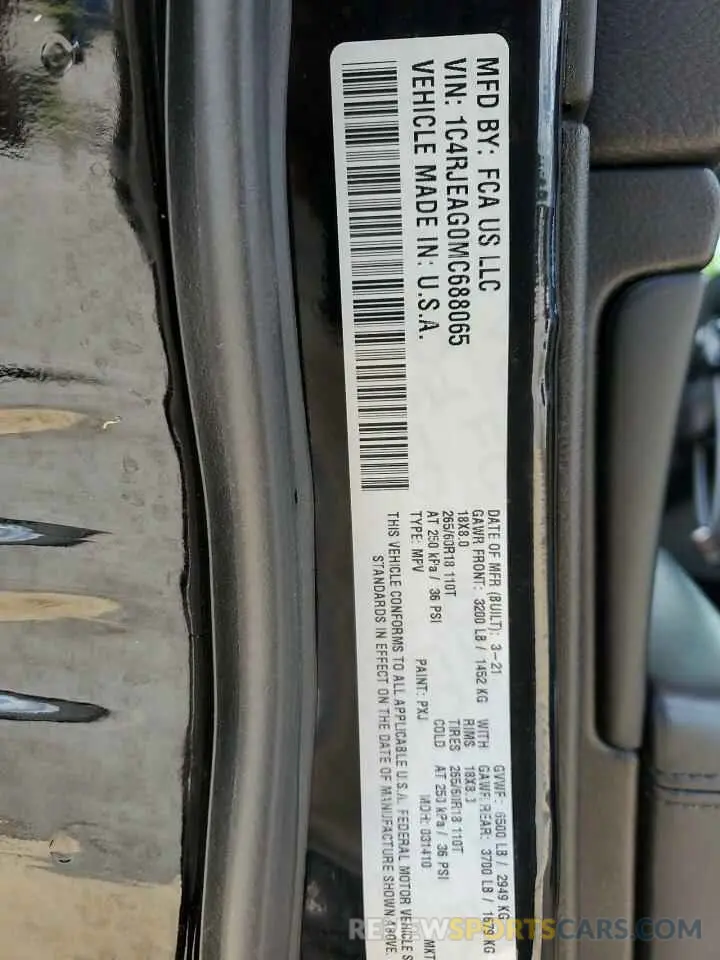 MFD BY: FCA US LLC
VIN: 1C4RJEAG0MC688065
VEHICLE MADE IN: U.S.A.
DATE OF MFR (BUILT): 3-21 GVWR: 6500 LB / 2949 KG
GAWR FRONT: 3200 LB / 1452 KG WITH GAWR REAR: 3700 LB / 1679 KG
18X8.0 RIMS 18X8.0
265/60R18 110T TIRES 265/60R18 110T
AT 250 kPa / 36 PSI COLD AT 250 kPa / 36 PSI
TYPE: MPV PAINT: PXJ MDH: 031410 MKT
THIS VEHICLE CONFORMS TO ALL APPLICABLE U.S.A. FEDERAL MOTOR VEHICLE S
STANDARDS IN EFFECT ON THE DATE OF MANUFACTURE SHOWN ABOVE.
REVIEWMOTORSCARS.COM